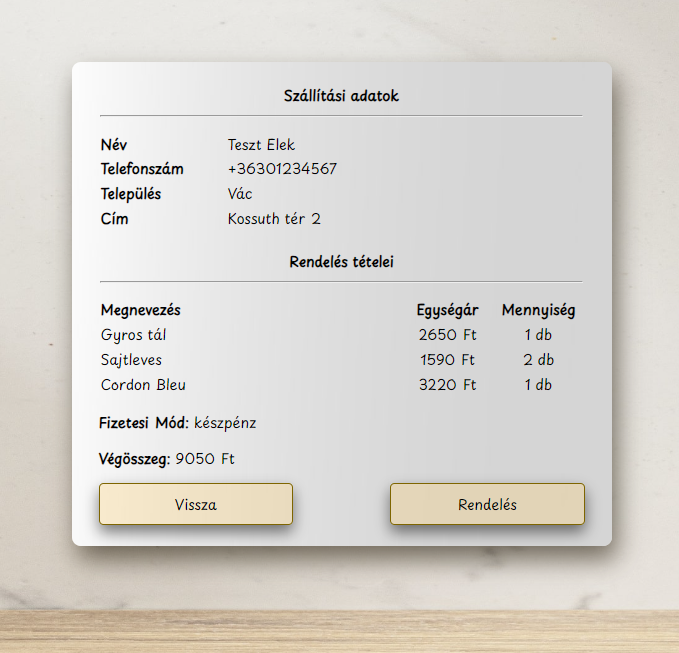 Szállítási adatok
Név Teszt Elek
Telefonszám +36301234567
Település Vác
Cím Kossuth tér 2
Rendelés tételei
Megnevezés Egységár Mennyiség
Gyros tál 2650 Ft 1 db
Sajtleves 1590 Ft 2 db
Cordon Bleu 3220 Ft 1 db
Fizetesi Mód: készpénz
Végösszeg: 9050 Ft
Vissza Rendelés